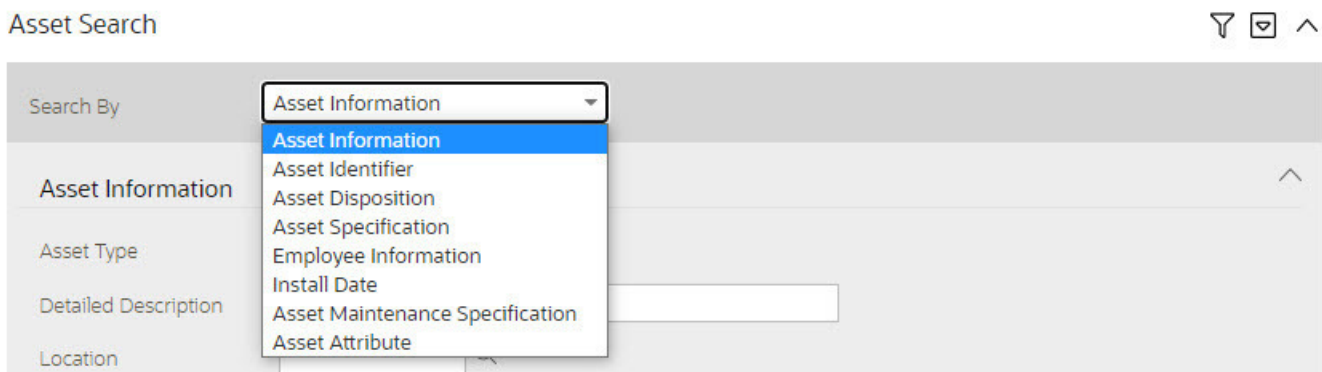 Asset Search
Search By
Asset Information
Asset Information
Asset Identifier
Asset Disposition
Asset Specification
Employee Information
Install Date
Asset Maintenance Specification
Asset Attribute
Asset Information
Asset Type
Detailed Description
Location